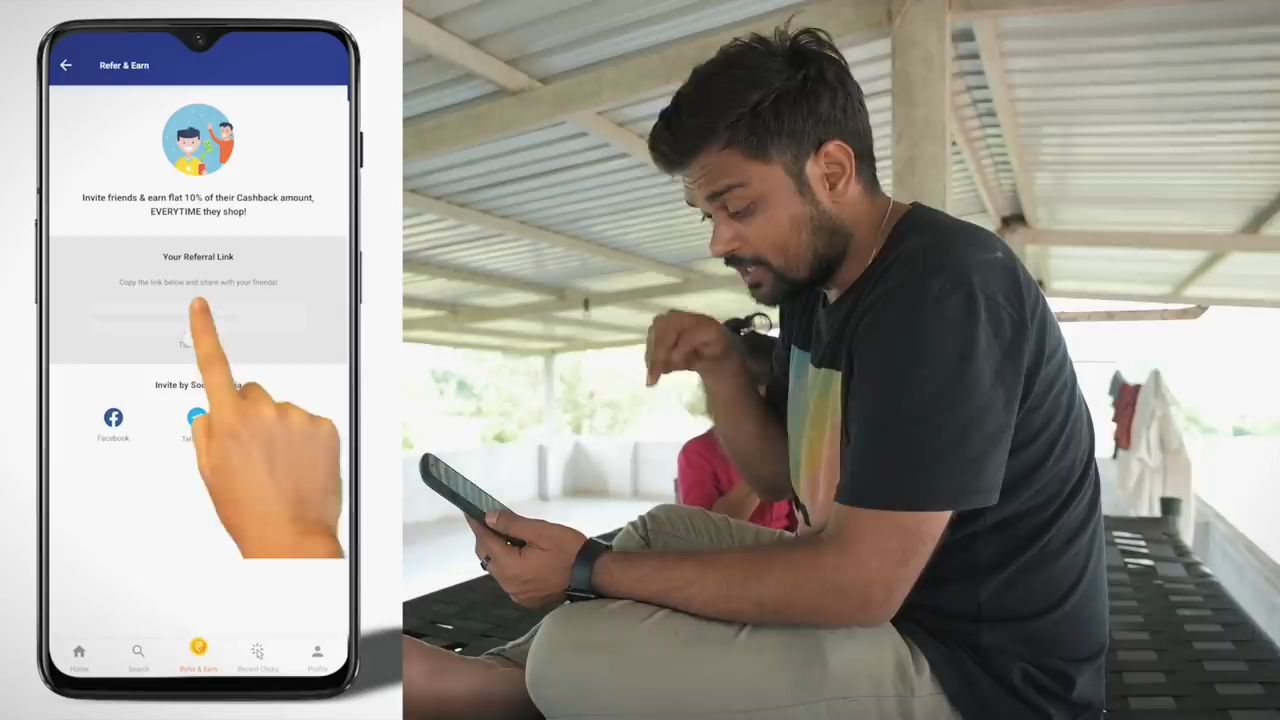 Refer & Earn
Invite friends & earn flat 10% of their Cashback amount,
EVERYTIME they shop!
Your Referral Link
Copy the link below and share with your friends!
Invite by
Facebook
Home
Search
Refer & Earn
Recent Clicks
Profile